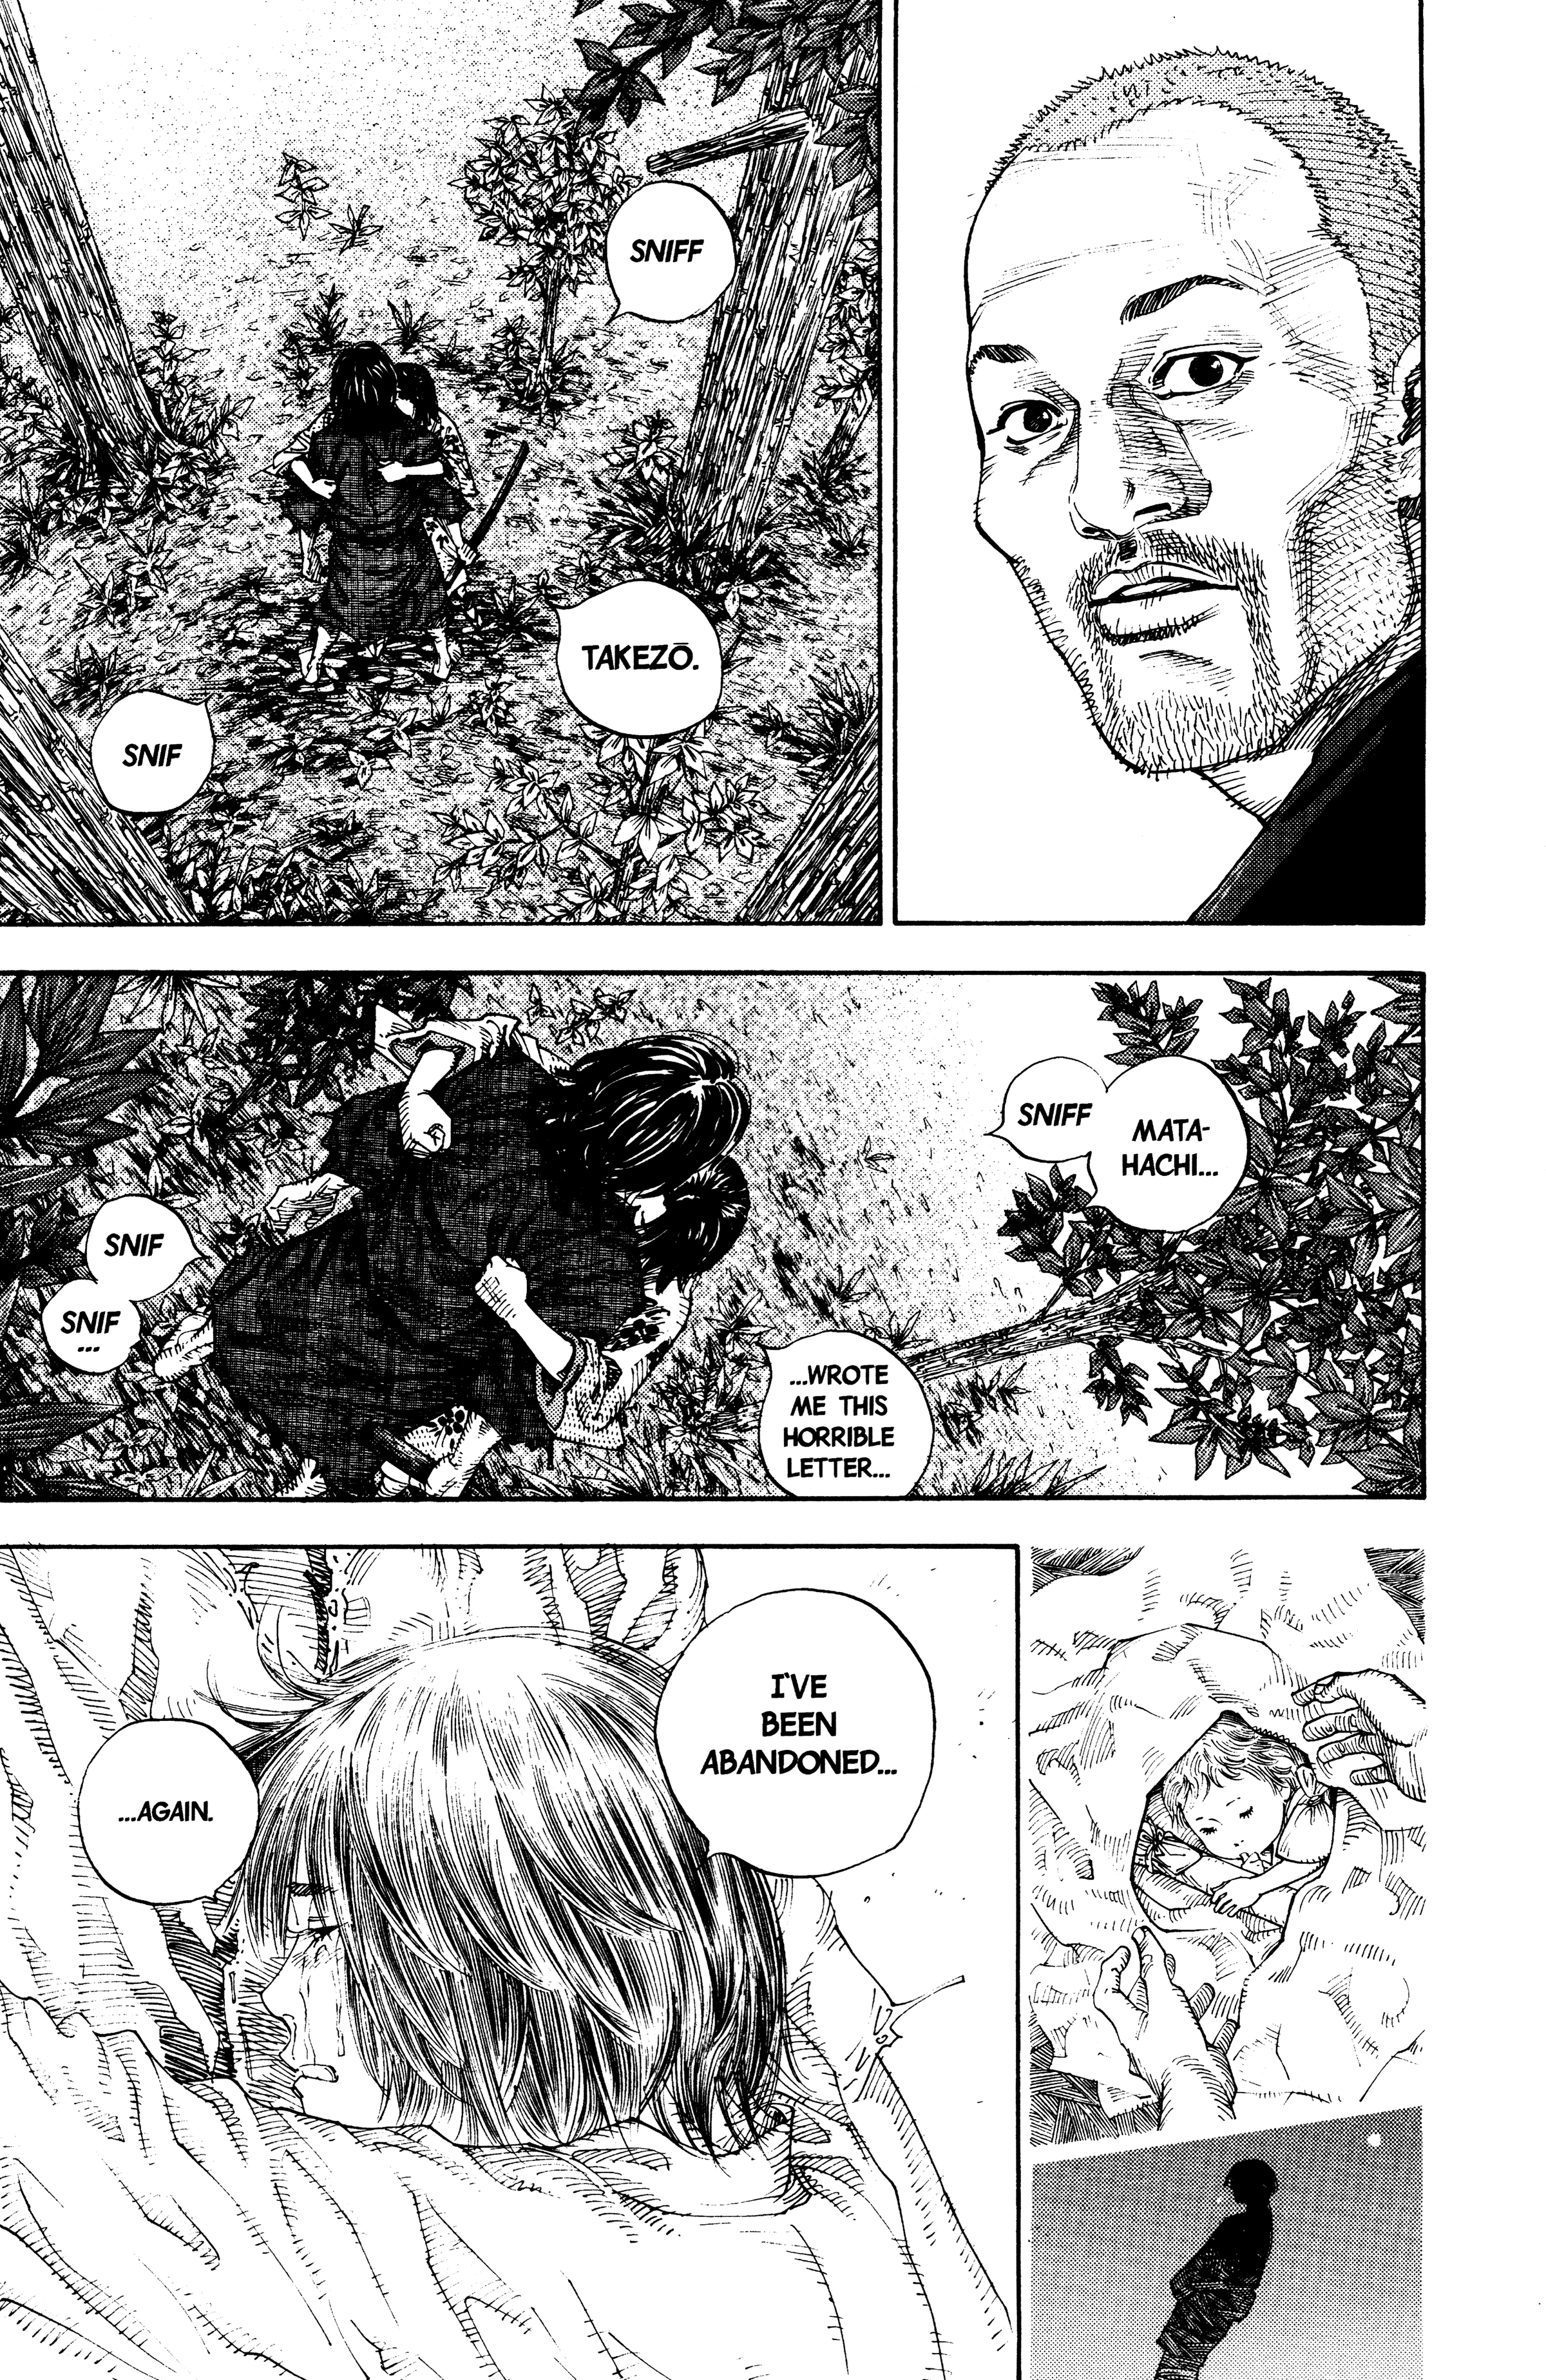 SNIFF
TAKEZŌ.
SNIF
MATA-
HACHI...
SNIFF
...WROTE
ME THIS
HORRIBLE
LETTER...
SNIF
SNIF
...
I'VE
BEEN
ABANDONED...
...AGAIN.